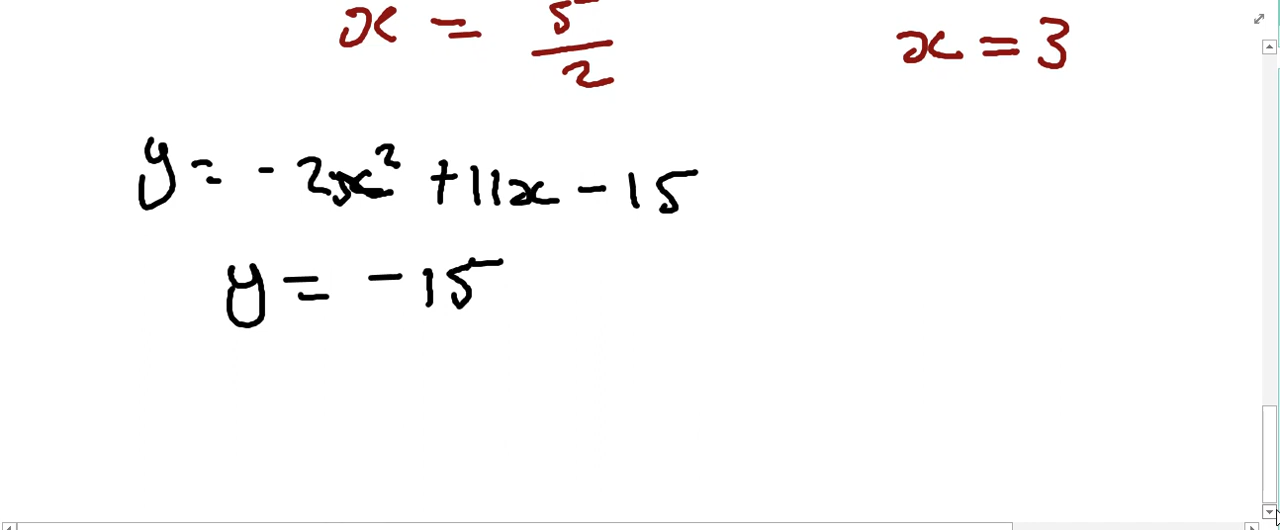 x = 5/2 x = 3
y = -2x² + 11x - 15
y = -15